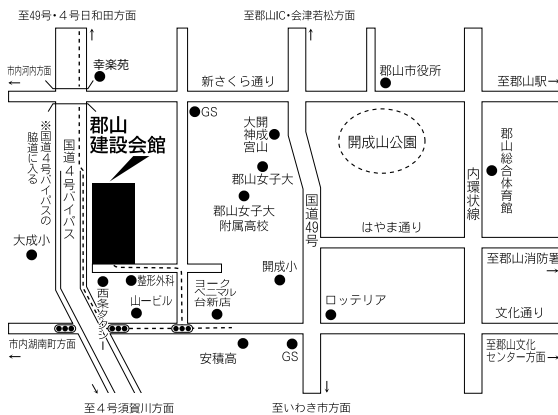 至49号・4号日和田方面
至郡山IC・会津若松方面
市内河内方面
幸楽苑
新さくら通り
郡山市役所
至郡山駅
GS
郡山
建設会館
大開
神成
宮山
開成山公園
※国道4号バイパスの
脇道に入る
国道4号バイパス
郡山女子大
郡山女子大
附属高校
国道49号
内環状線
郡山総合体育館
はやま通り
大成小
至郡山消防署
西条タクシー
整形外科
山一ビル
ヨーク
ベニマル
台新店
開成小
ロッテリア
文化通り
市内湖南町方面
安積高
GS
至郡山文化
センター方面
至4号須賀川方面
至いわき市方面